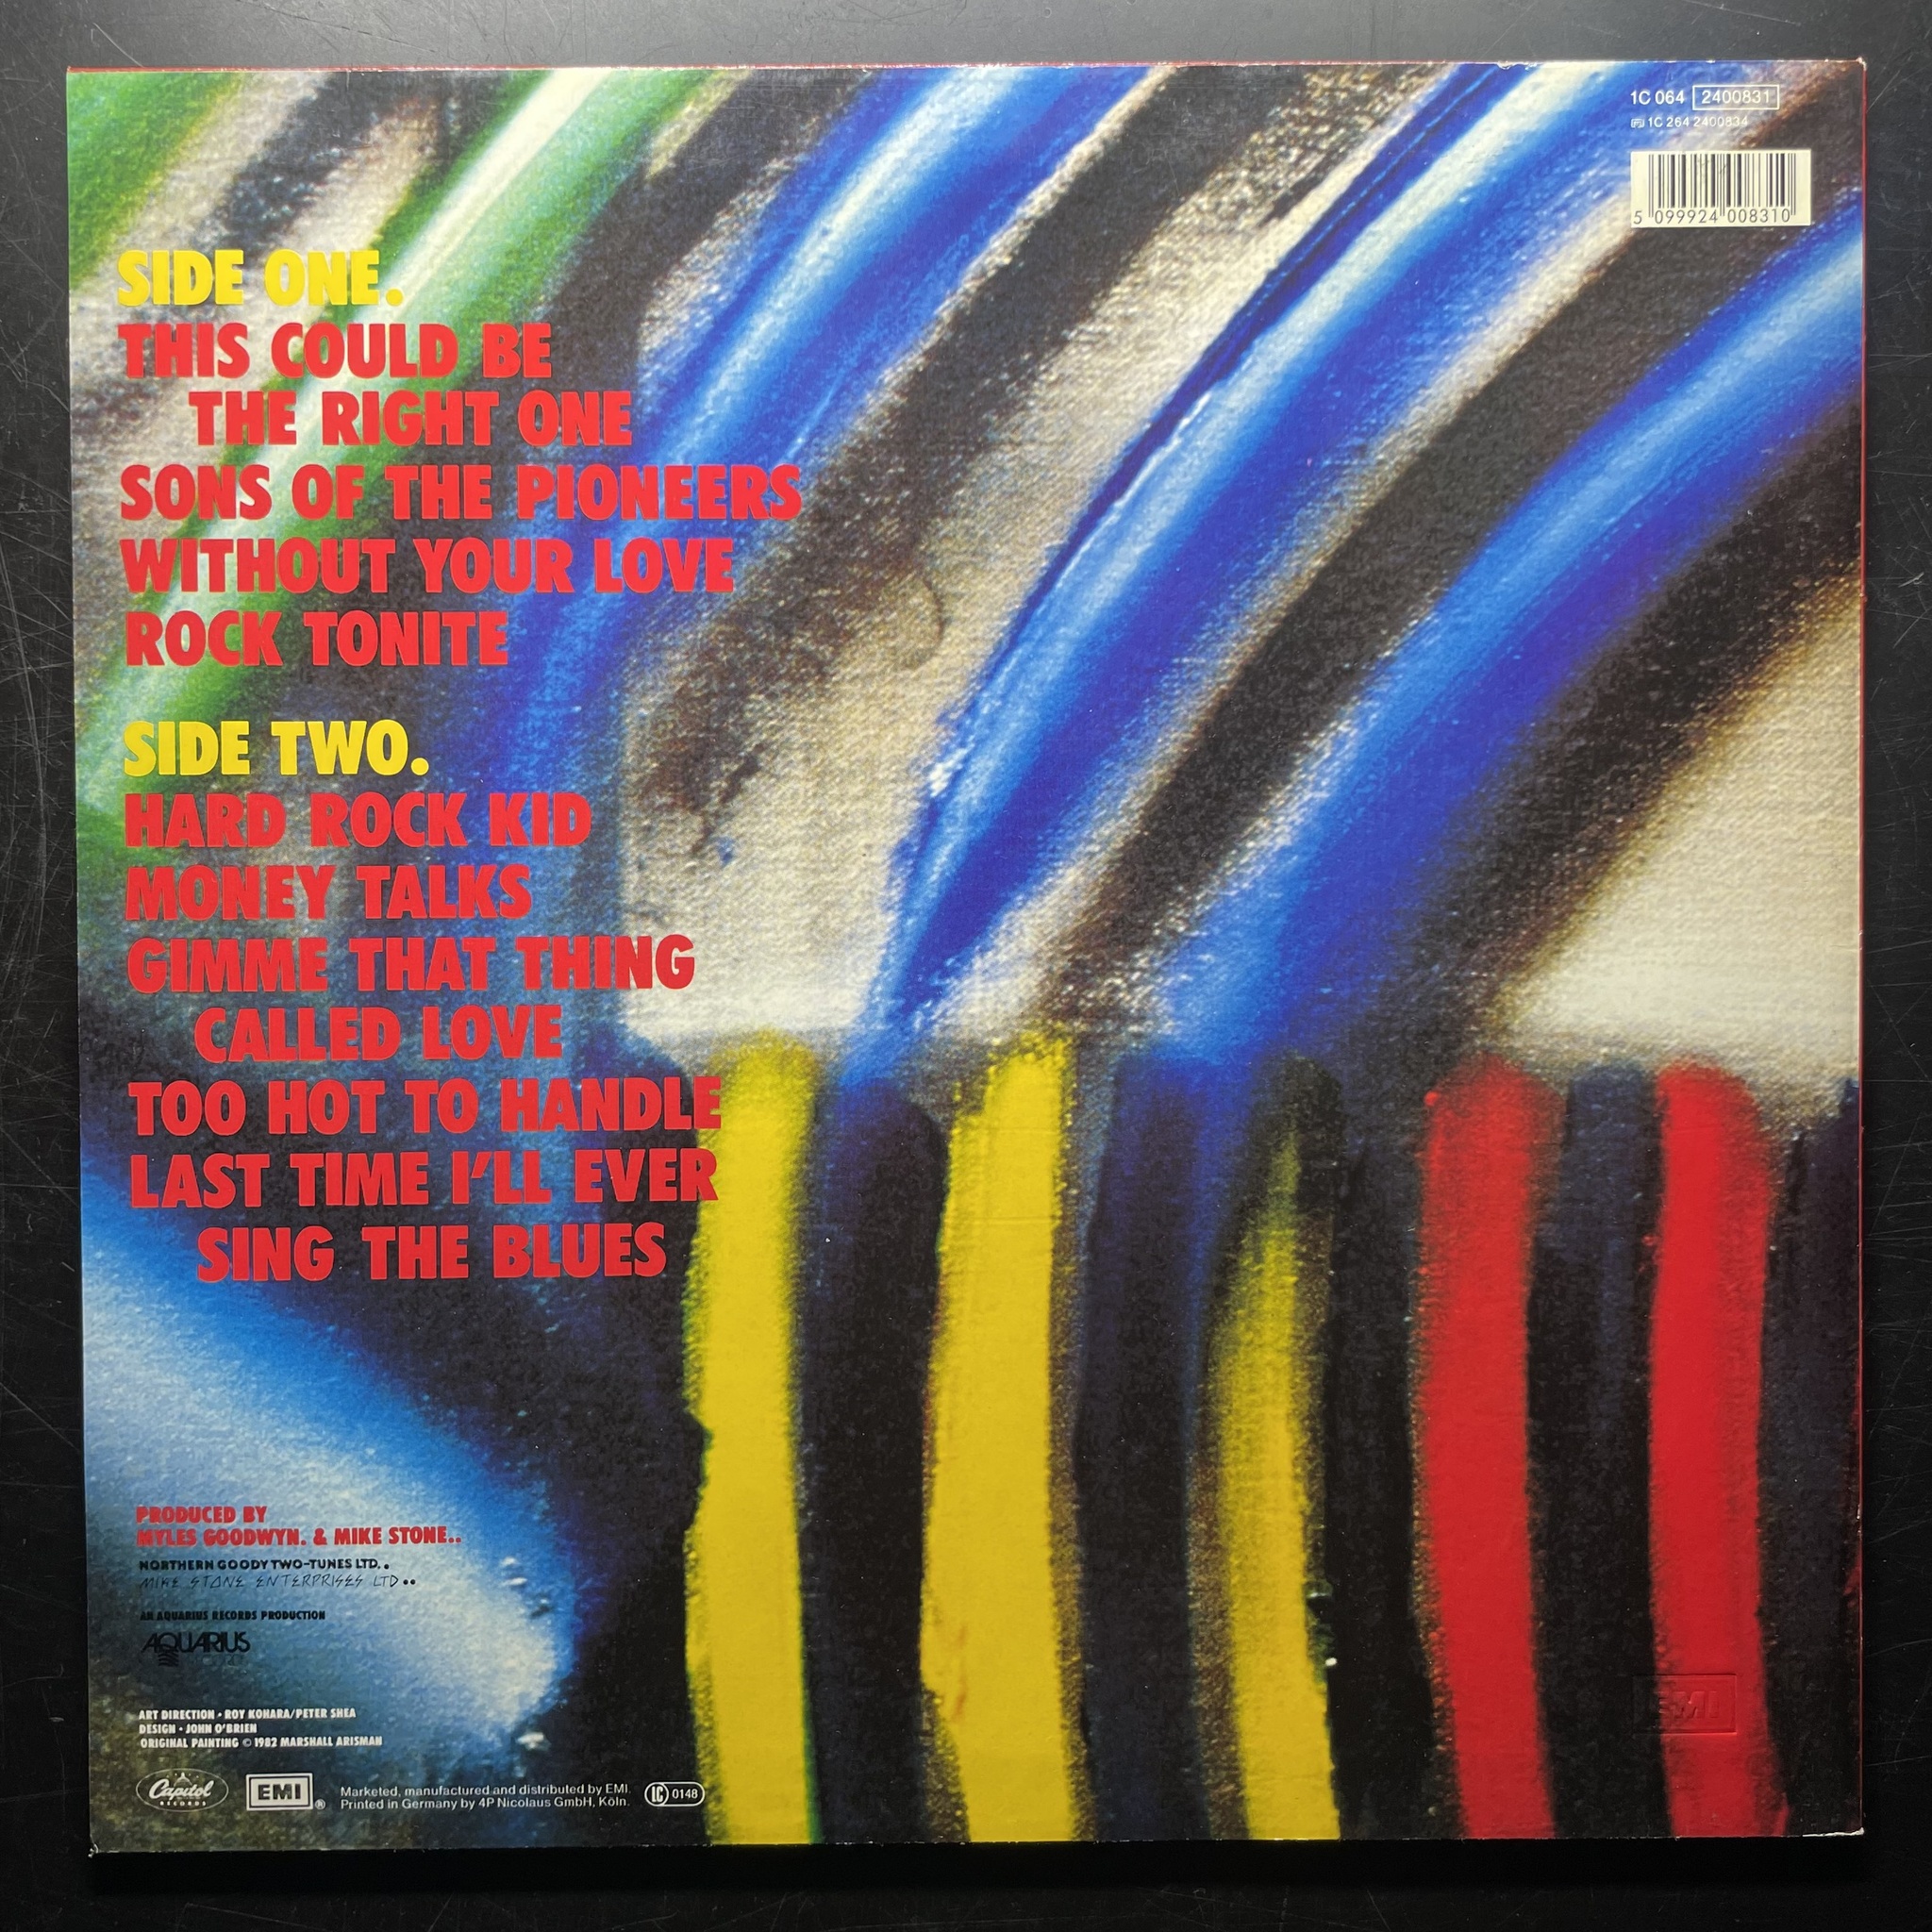 1C 064 2400831
1C 264 2400834
5 099924 008310
SIDE ONE.
THIS COULD BE
THE RIGHT ONE
SONS OF THE PIONEERS
WITHOUT YOUR LOVE
ROCK TONITE
SIDE TWO.
HARD ROCK KID
MONEY TALKS
GIMME THAT THING
CALLED LOVE
TOO HOT TO HANDLE
LAST TIME I'LL EVER
SING THE BLUES
PRODUCED BY
MYLES GOODWYN. & MIKE STONE..
NORTHERN GOODY TWO-TUNES LTD..
MIKE STONE ENTERPRISES LTD••
AN AQUARIUS RECORDS PRODUCTION
AQUARIUS
ART DIRECTION • ROY KOHARA/PETER SHEA
DESIGN • JOHN O'BRIEN
ORIGINAL PAINTING © 1982 MARSHALL ARISMAN
EMI
Capitol
RECORDS
EMI ®
Marketed, manufactured and distributed by EMI.
Printed in Germany by 4P Nicolaus GmbH, Köln.
LC 0148